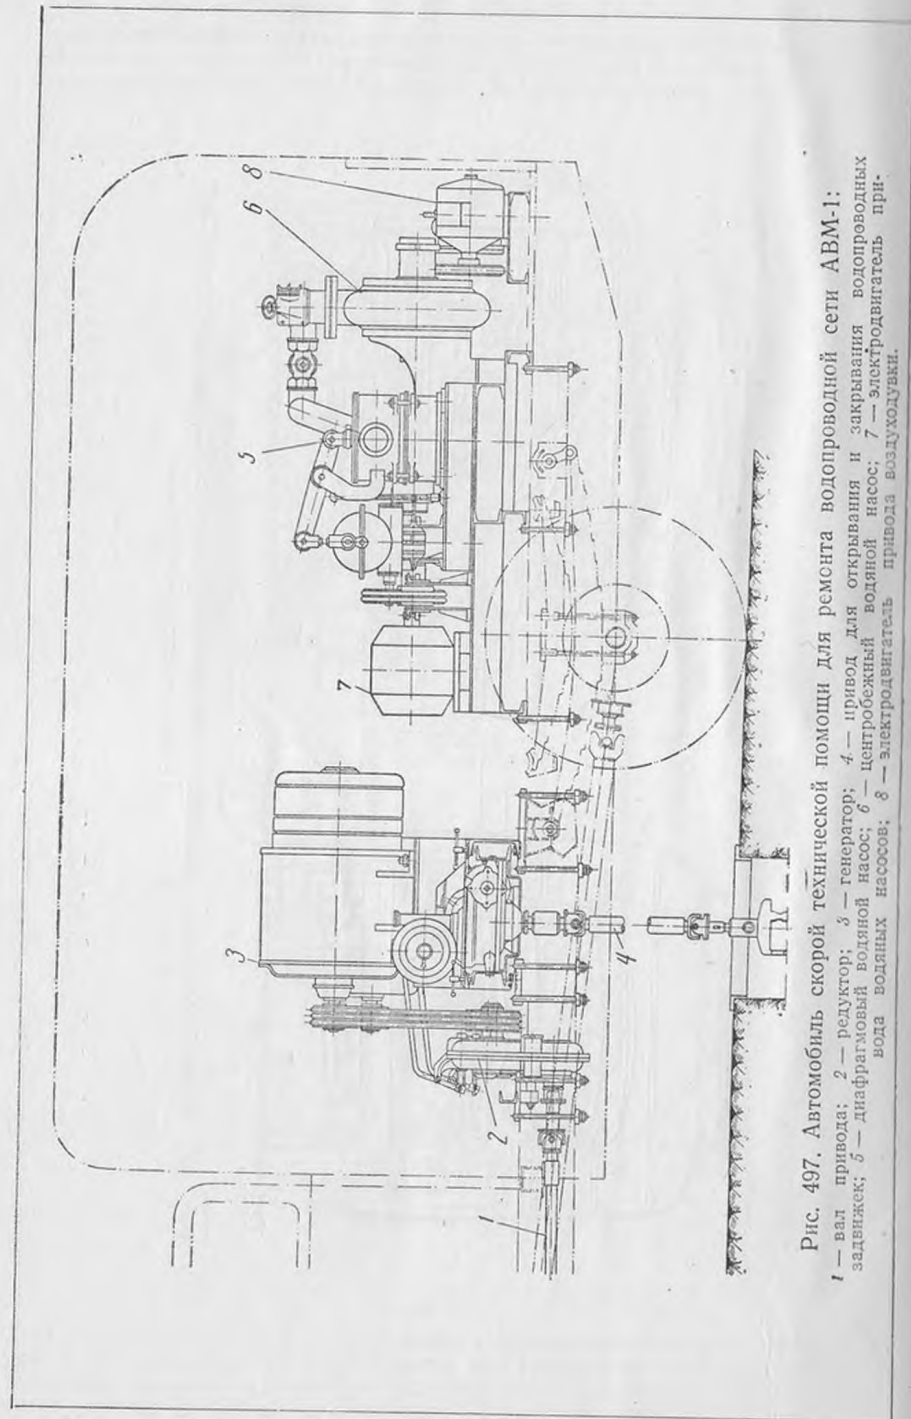 3
7
5
6
8
1
2
4
Рис. 497. Автомобиль скорой технической помощи для ремонта водопроводной сети АВМ-1:
1 — вал привода; 2 — редуктор; 3 — генератор; 4 — привод для открывания и закрывания водопроводных
задвижек; 5 — диафрагмовый водяной насос; 6 — центробежный водяной насос; 7 — электродвигатель при-
вода водяных насосов; 8 — электродвигатель привода воздуходувки.